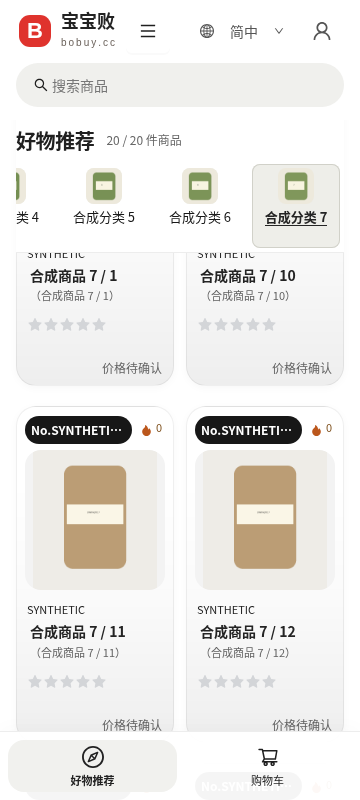 B 宝宝败
bobuy.cc
简中
搜索商品
好物推荐 20 / 20 件商品
类 4 合成分类 5 合成分类 6 合成分类 7
SYNTHETIC SYNTHETIC
合成商品 7 / 1 合成商品 7 / 10
（合成商品 7 / 1） （合成商品 7 / 10）
价格待确认 价格待确认
No.SYNTHETI… 0 No.SYNTHETI… 0
SYNTHETIC SYNTHETIC
合成商品 7 / 11 合成商品 7 / 12
（合成商品 7 / 11） （合成商品 7 / 12）
价格待确认 价格待确认
No.SYNTHETI…
好物推荐 购物车